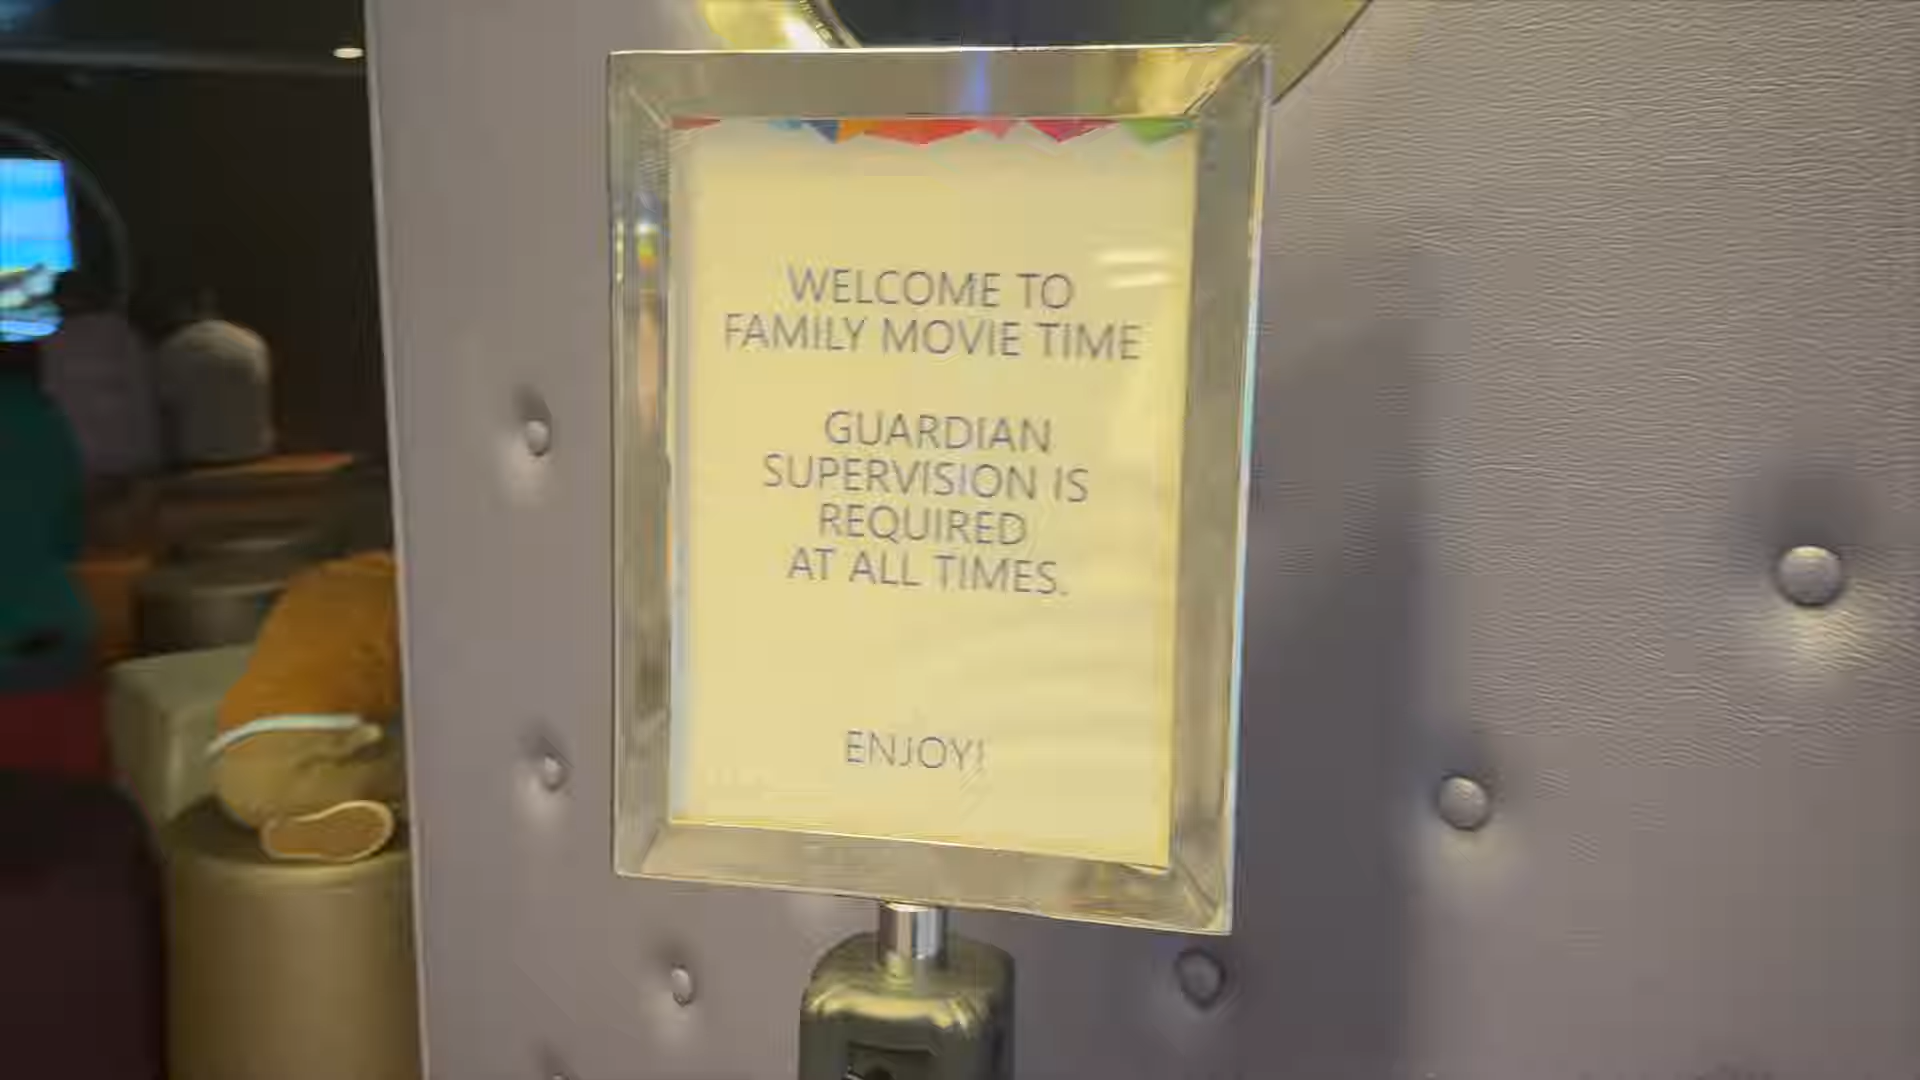 WELCOME TO
FAMILY MOVIE TIME
GUARDIAN
SUPERVISION IS
REQUIRED
AT ALL TIMES.
ENJOY!